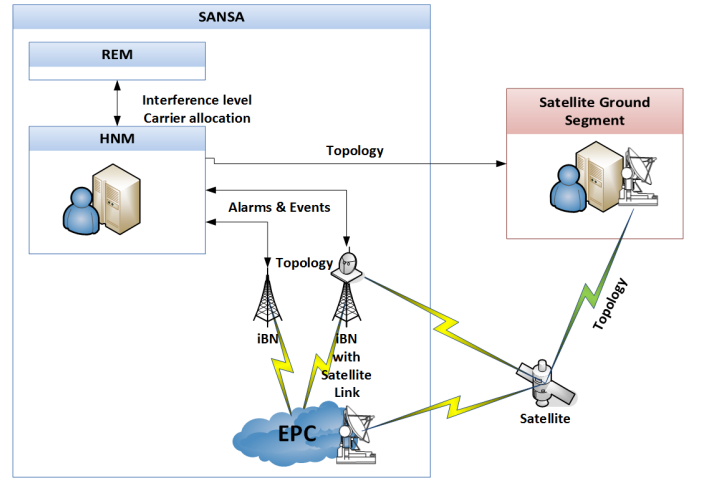 SANSA
REM
Interference level
Carrier allocation
HNM
Satellite Ground
Segment
Topology
Alarms & Events
Topology
Topology
iBN
iBN
with
Satellite
Link
EPC
Satellite